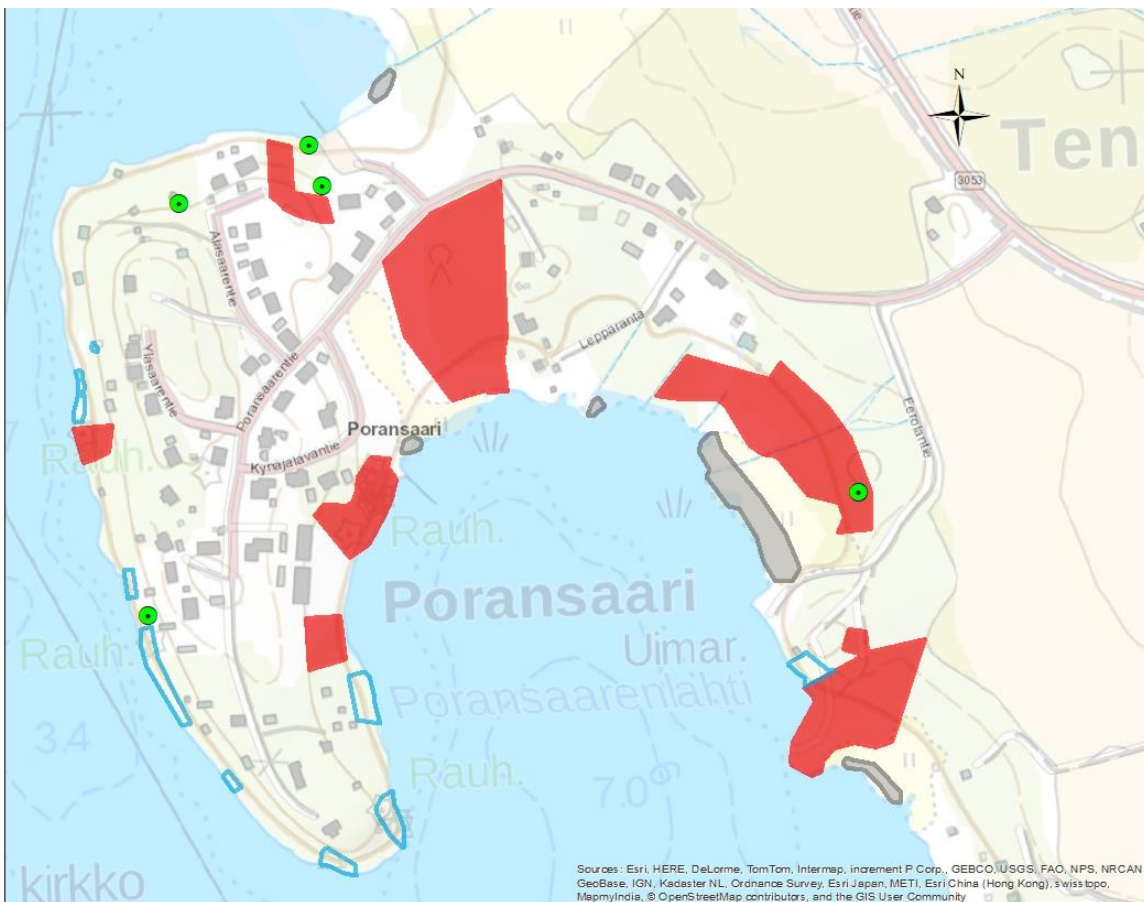 N
Ten
3053
Alasaarentie
Leppäranta
Ylasaarentie
Poransaarentie
Eerolantie
Poransaari
Kynäjalavantie
Rauh.
Rauh.
Poransaari
Rauh.
Uimar.
Poransaarenlahti
3.4
Rauh.
7.0
kirkko
Sources: Esri, HERE, DeLorme, TomTom, Intermap, increment P Corp., GEBCO, USGS, FAO, NPS, NRCAN,
GeoBase, IGN, Kadaster NL, Ordnance Survey, Esri Japan, METI, Esri China (Hong Kong), swisstopo,
MapmyIndia, © OpenStreetMap contributors, and the GIS User Community